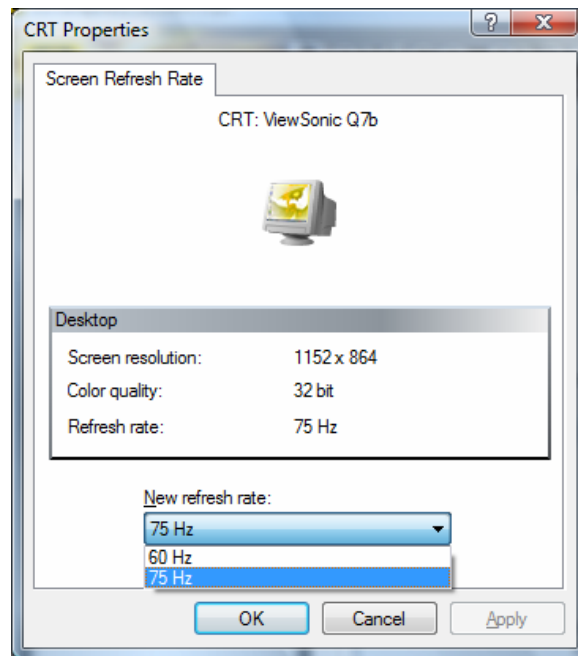 CRT Properties
?
X
Screen Refresh Rate
CRT: ViewSonic Q7b
Desktop
Screen resolution: 1152 x 864
Color quality: 32 bit
Refresh rate: 75 Hz
New refresh rate:
75 Hz
60 Hz
75 Hz
OK Cancel Apply